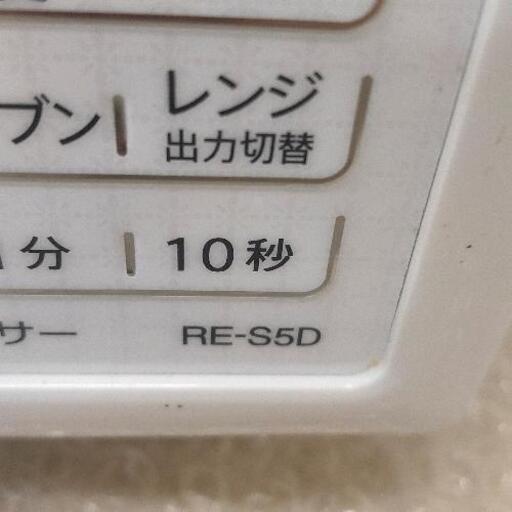 ブン レンジ
出力切替
分 10秒
サー RE-S5D